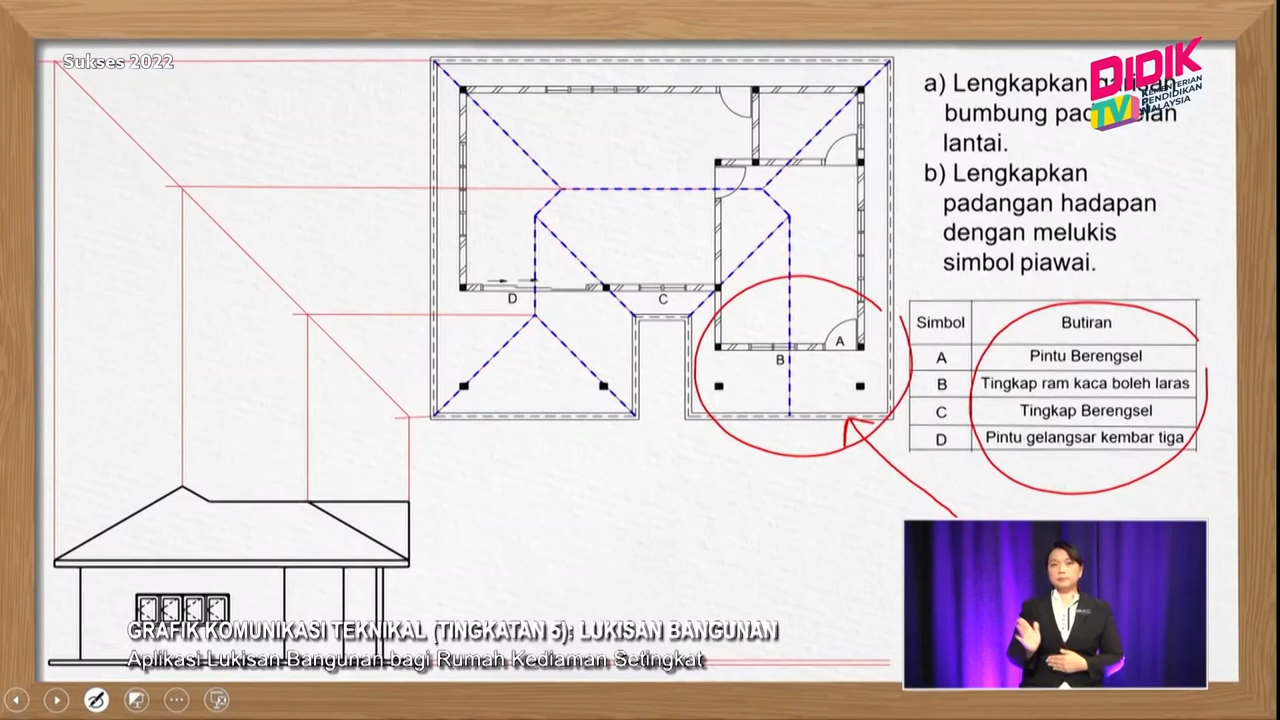 Sukses 2022
DIDIK
TV
KEMENTERIAN
PENDIDIKAN
MALAYSIA
a) Lengkapkan
bumbung
lantai.
b) Lengkapkan
padangan hadapan
dengan melukis
simbol piawai.
Simbol Butiran
A Pintu Berengsel
B Tingkap ram kaca boleh laras
C Tingkap Berengsel
D Pintu gelangsar kembar tiga
D
C
A
B
GRAFIK KOMUNIKASI TEKNIKAL (TINGKATAN 5): LUKISAN BANGUNAN
Aplikasi Lukisan Bangunan bagi Rumah Kediaman Setingkat